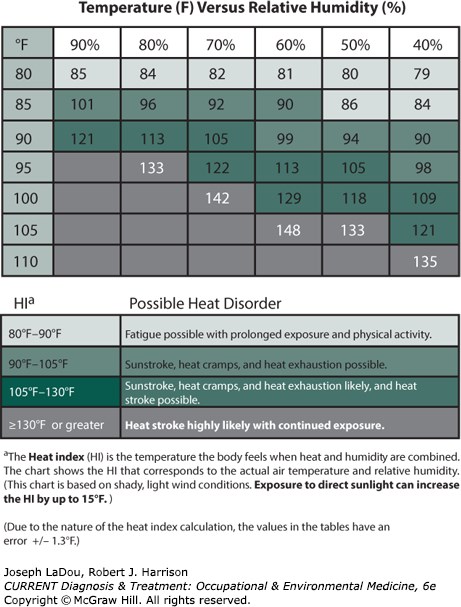 Temperature (F) Versus Relative Humidity (%)
°F 90% 80% 70% 60% 50% 40%
80 85 84 82 81 80 79
85 101 96 92 90 86 84
90 121 113 105 99 94 90
95 133 122 113 105 98
100 142 129 118 109
105 148 133 121
110 135
HIa Possible Heat Disorder
80°F–90°F Fatigue possible with prolonged exposure and physical activity.
90°F–105°F Sunstroke, heat cramps, and heat exhaustion possible.
105°F–130°F Sunstroke, heat cramps, and heat exhaustion likely, and heat
stroke possible.
≥130°F or greater Heat stroke highly likely with continued exposure.
aThe Heat index (HI) is the temperature the body feels when heat and humidity are combined.
The chart shows the HI that corresponds to the actual air temperature and relative humidity.
(This chart is based on shady, light wind conditions. Exposure to direct sunlight can increase
the HI by up to 15°F. )
(Due to the nature of the heat index calculation, the values in the tables have an
error +/– 1.3°F.)
Joseph LaDou, Robert J. Harrison
CURRENT Diagnosis & Treatment: Occupational & Environmental Medicine, 6e
Copyright © McGraw Hill. All rights reserved.